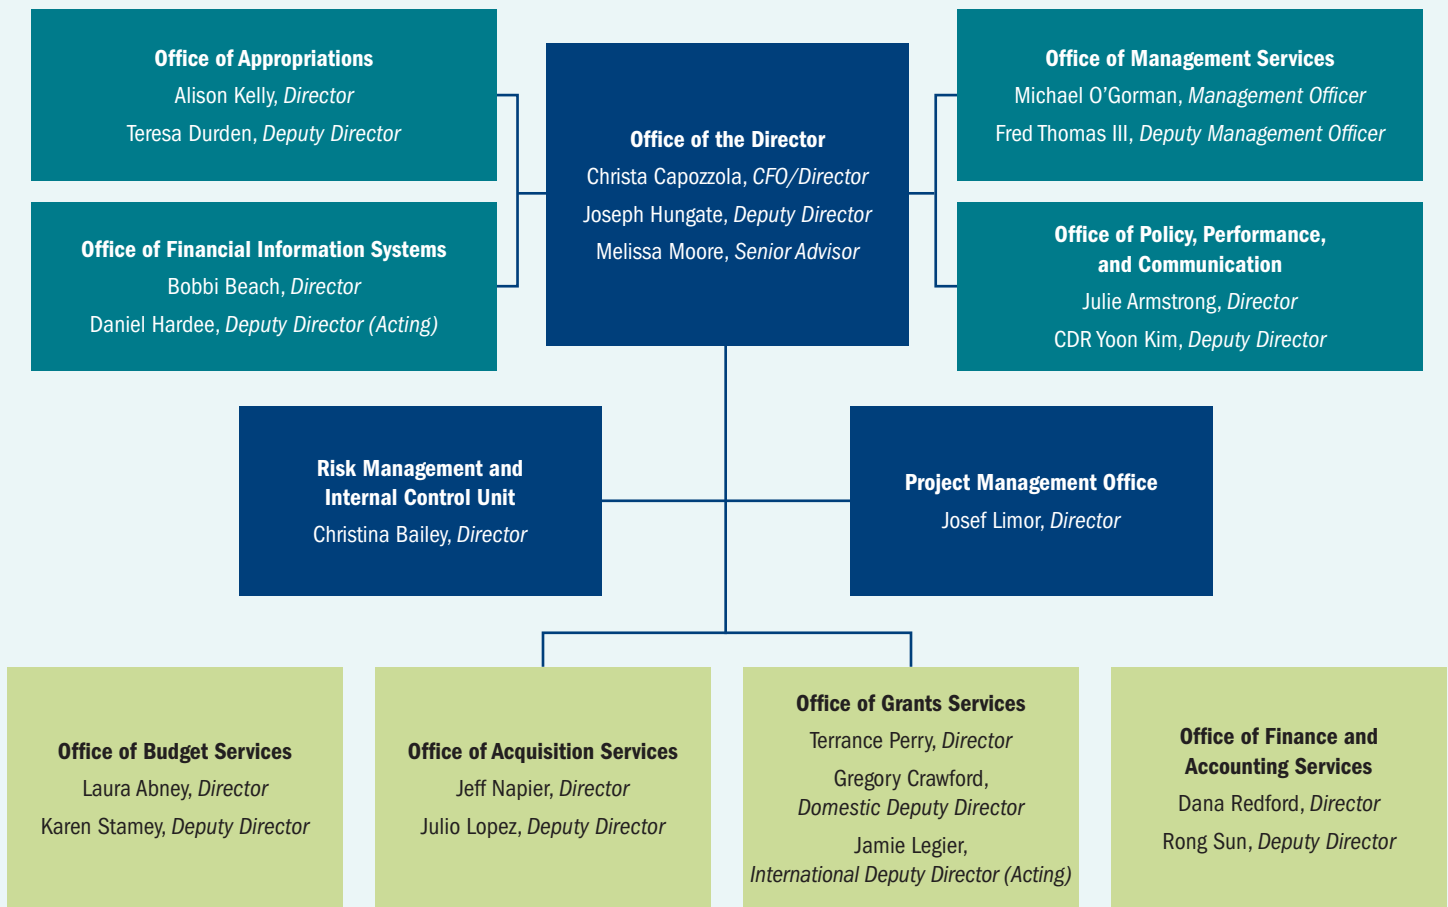 Office of Appropriations
Alison Kelly, Director
Teresa Durden, Deputy Director
Office of Financial Information Systems
Bobbi Beach, Director
Daniel Hardee, Deputy Director (Acting)
Office of the Director
Christa Capozzola, CFO/Director
Joseph Hungate, Deputy Director
Melissa Moore, Senior Advisor
Office of Management Services
Michael O’Gorman, Management Officer
Fred Thomas III, Deputy Management Officer
Office of Policy, Performance,
and Communication
Julie Armstrong, Director
CDR Yoon Kim, Deputy Director
Risk Management and
Internal Control Unit
Christina Bailey, Director
Project Management Office
Josef Limor, Director
Office of Budget Services
Laura Abney, Director
Karen Stamey, Deputy Director
Office of Acquisition Services
Jeff Napier, Director
Julio Lopez, Deputy Director
Office of Grants Services
Terrance Perry, Director
Gregory Crawford,
Domestic Deputy Director
Jamie Legier,
International Deputy Director (Acting)
Office of Finance and
Accounting Services
Dana Redford, Director
Rong Sun, Deputy Director